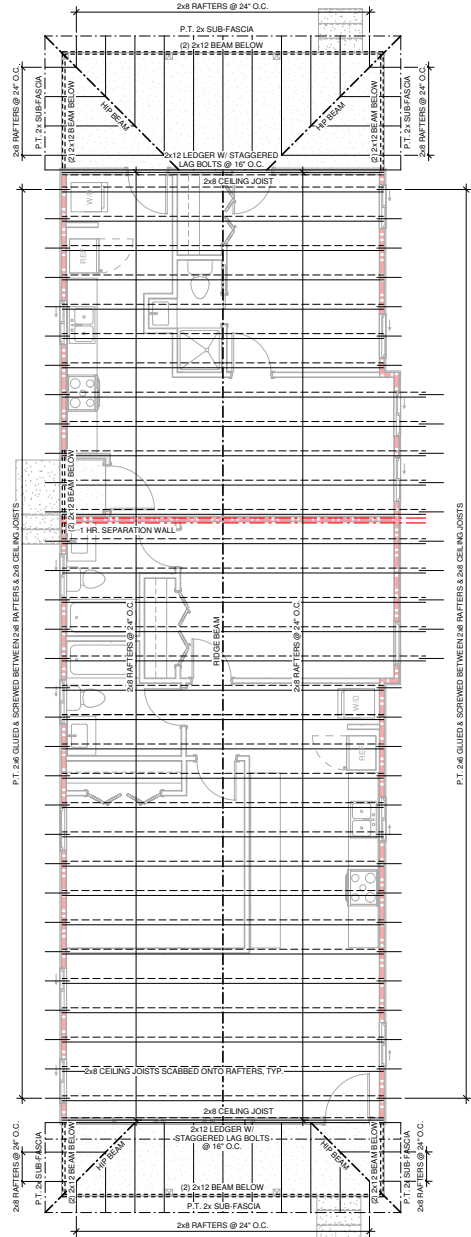 2x8 RAFTERS @ 24" O.C.
P.T. 2x SUB-FASCIA
(2) 2x12 BEAM BELOW
2x8 RAFTERS @ 24" O.C.
P.T. 2x SUB-FASCIA
(2) 2x12 BEAM BELOW
HIP BEAM
HIP BEAM
(2) 2x12 BEAM BELOW
P.T. 2x SUB-FASCIA
2x8 RAFTERS @ 24" O.C.
2x12 LEDGER W/ STAGGERED
LAG BOLTS @ 16" O.C.
2x8 CEILING JOIST
W/D
REF.
(2) 2x12 BEAM BELOW
1 HR. SEPARATION WALL
P.T. 2x6 GLUED & SCREWED BETWEEN 2x8 RAFTERS & 2x8 CEILING JOISTS
2x8 RAFTERS @ 24" O.C.
RIDGE BEAM
2x8 RAFTERS @ 24" O.C.
P.T. 2x6 GLUED & SCREWED BETWEEN 2x8 RAFTERS & 2x8 CEILING JOISTS
W/D
REF.
2x8 CEILING JOISTS SCABBED ONTO RAFTERS, TYP.
2x8 CEILING JOIST
2x12 LEDGER W/
STAGGERED LAG BOLTS
@ 16" O.C.
2x8 RAFTERS @ 24" O.C.
P.T. 2x SUB-FASCIA
(2) 2x12 BEAM BELOW
HIP BEAM
HIP BEAM
(2) 2x12 BEAM BELOW
P.T. 2x SUB-FASCIA
2x8 RAFTERS @ 24" O.C.
(2) 2x12 BEAM BELOW
P.T. 2x SUB-FASCIA
2x8 RAFTERS @ 24" O.C.